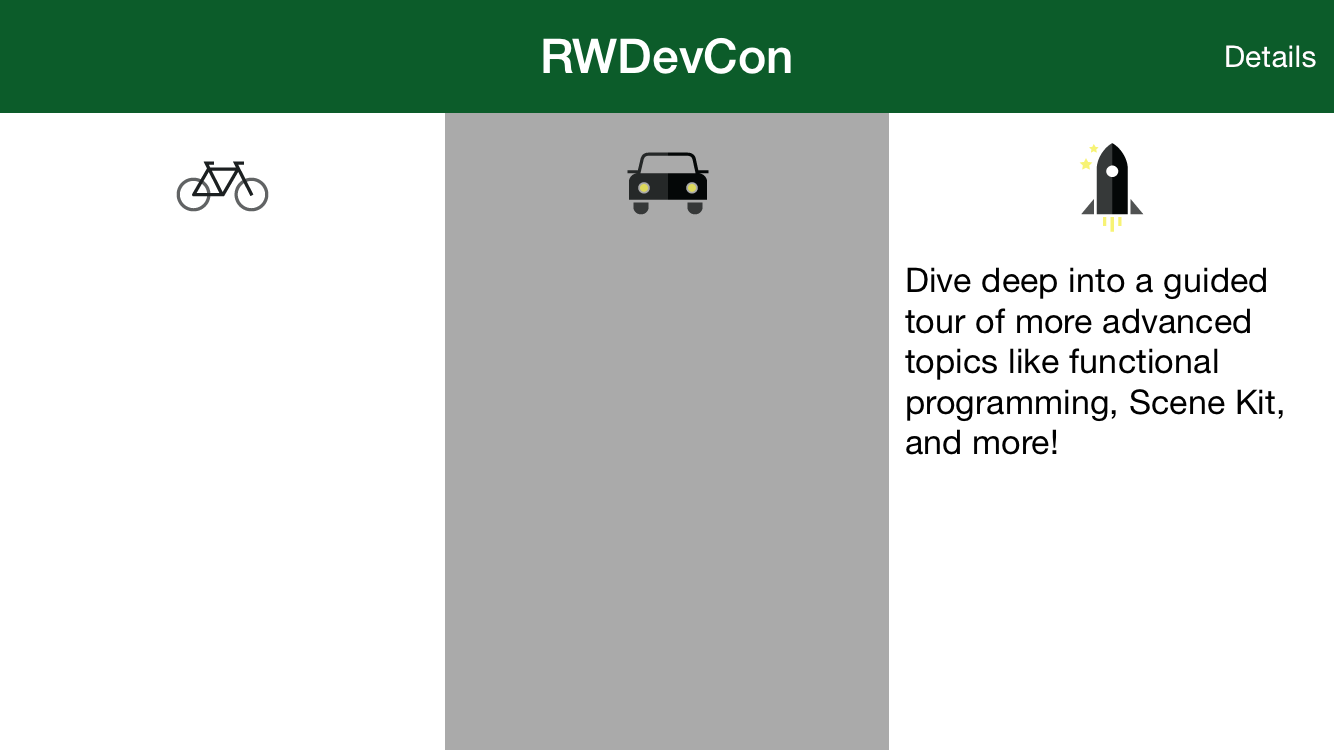 RWDevCon
Details
Dive deep into a guided
tour of more advanced
topics like functional
programming, Scene Kit,
and more!